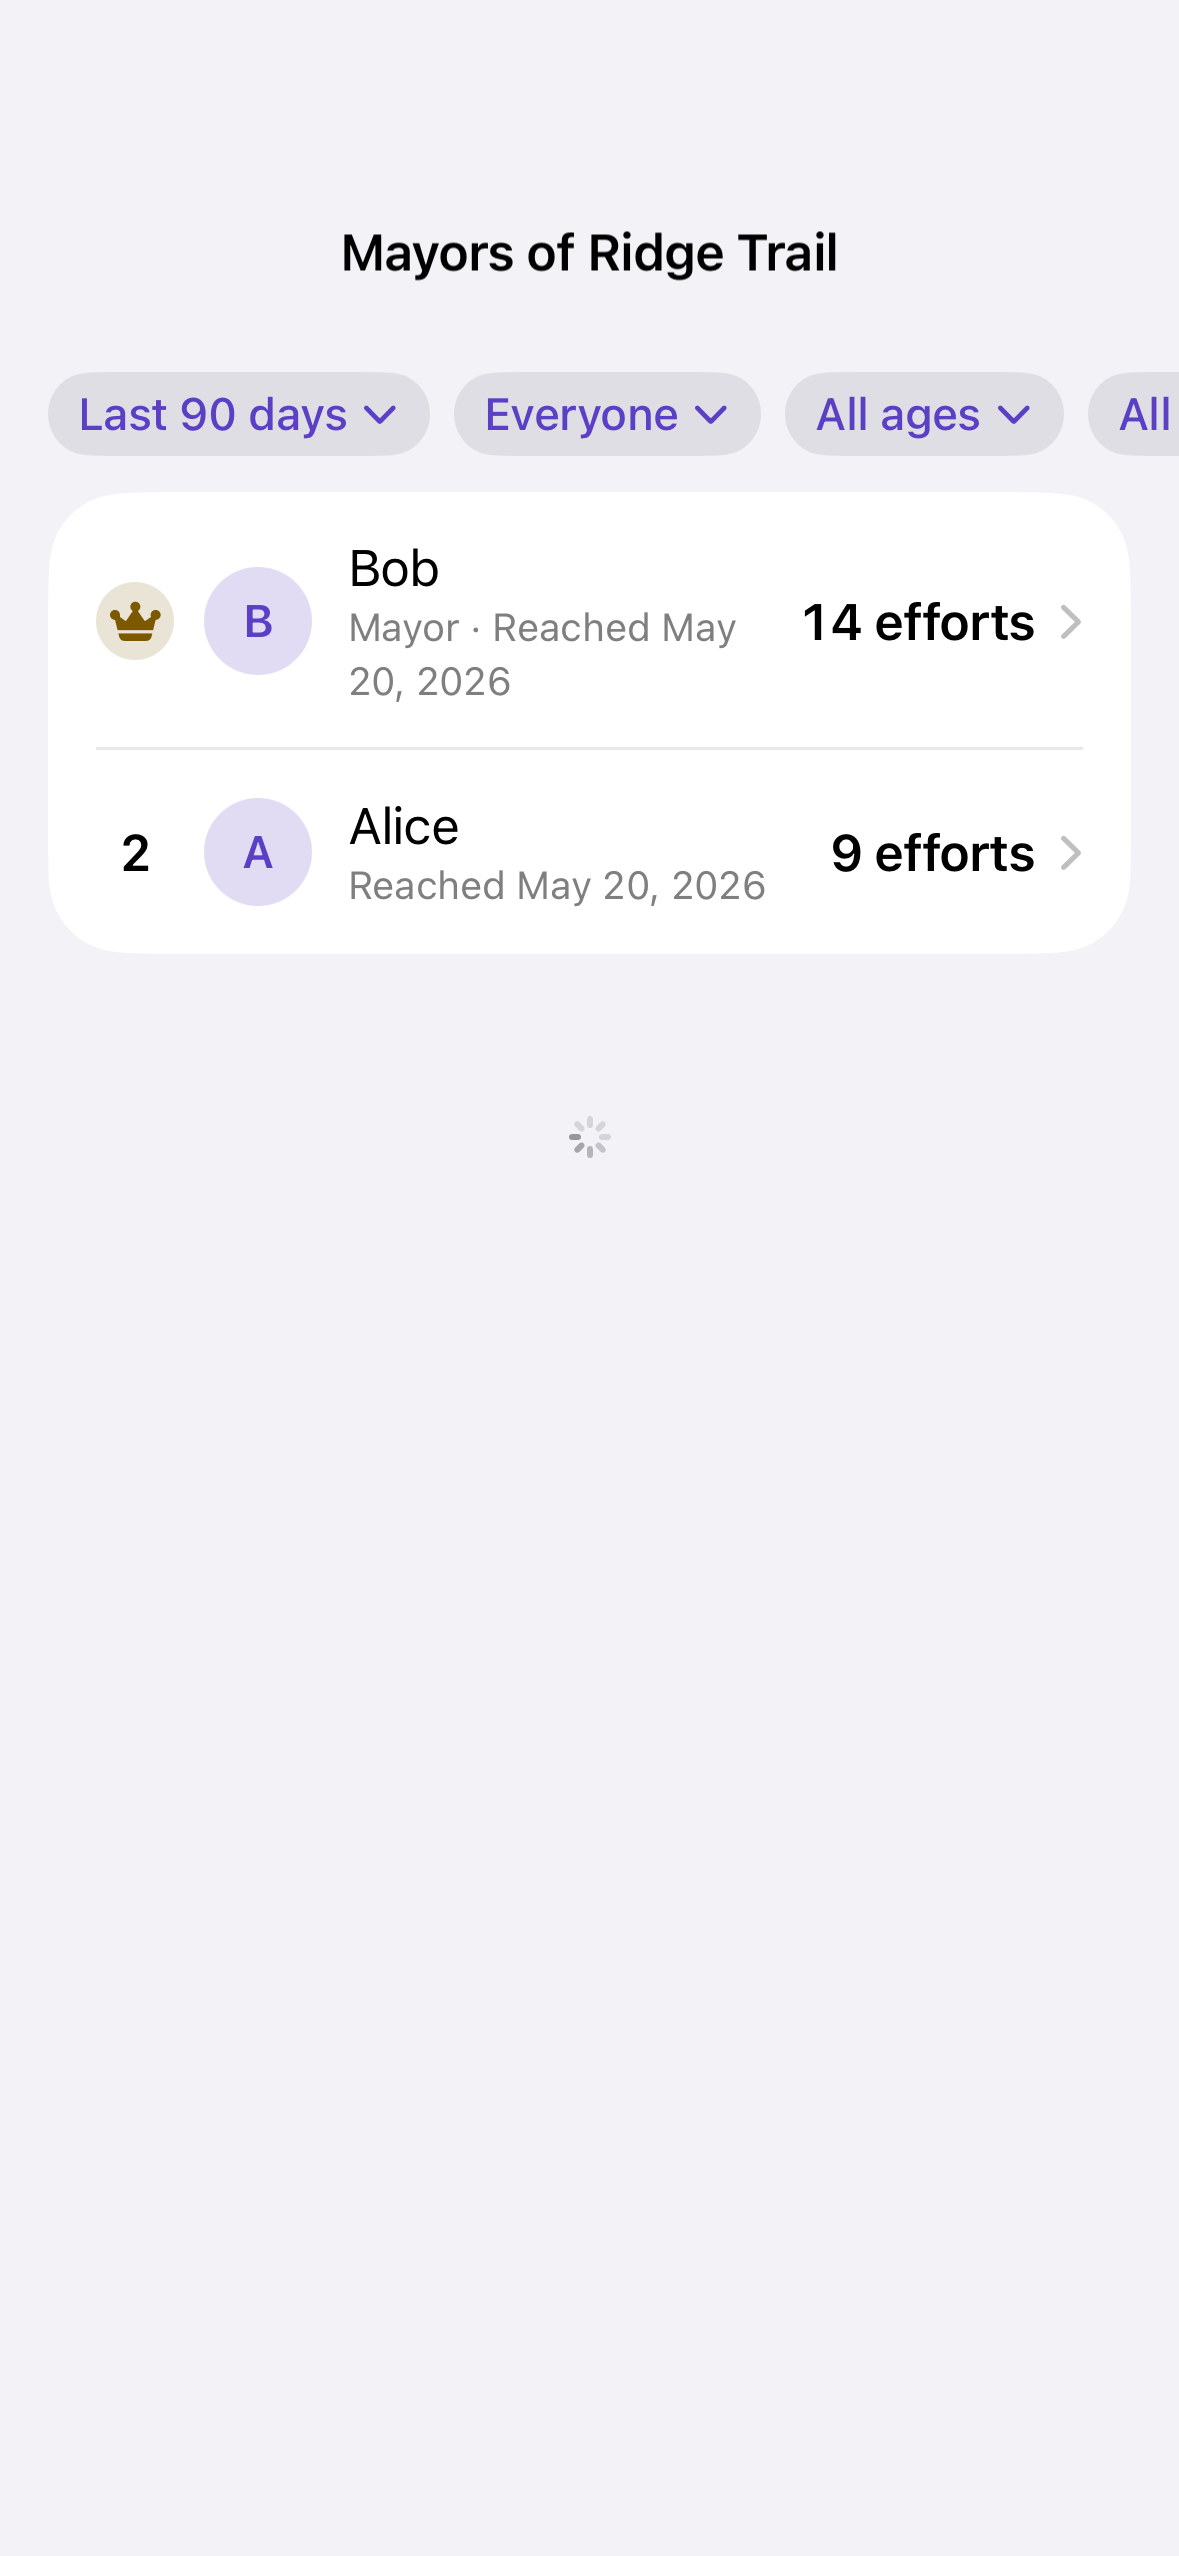 Mayors of Ridge Trail
Last 90 days Everyone All ages All
B Bob
Mayor · Reached May
20, 2026
14 efforts
2 A Alice
Reached May 20, 2026
9 efforts